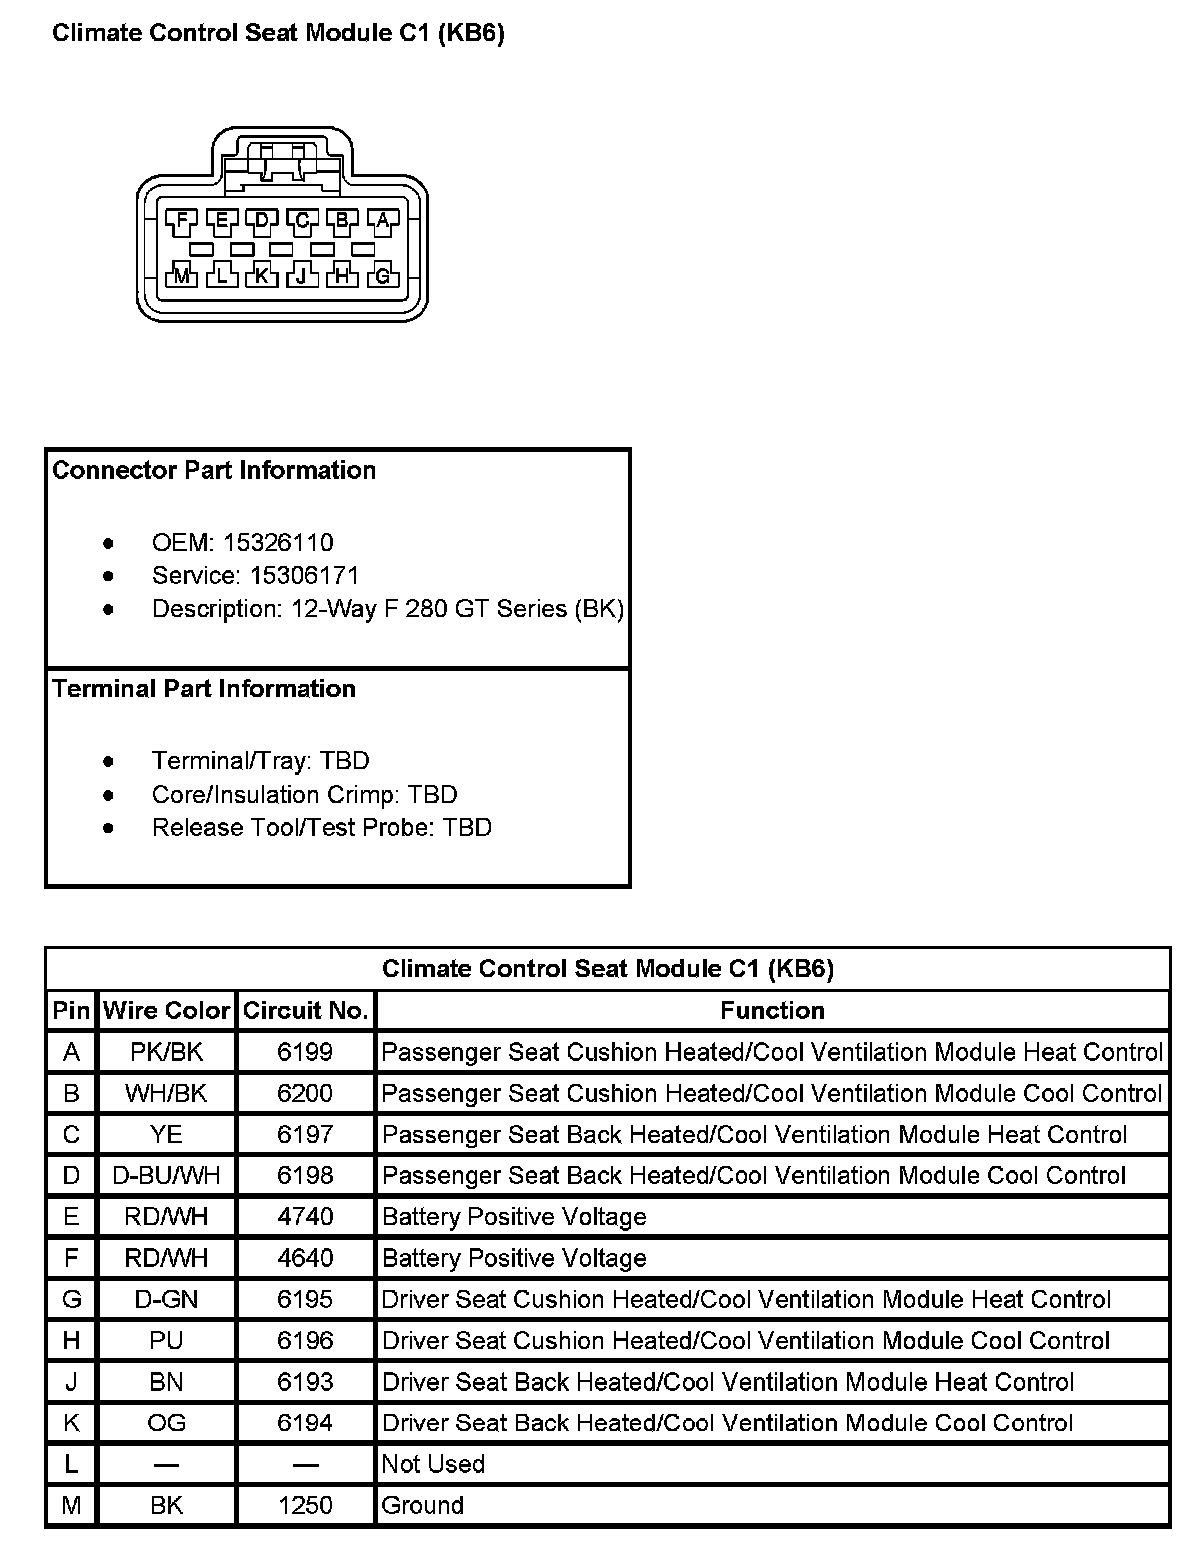 Climate Control Seat Module C1 (KB6)
F E D C B A
M L K J H G
Connector Part Information
● OEM: 15326110
● Service: 15306171
● Description: 12-Way F 280 GT Series (BK)
Terminal Part Information
● Terminal/Tray: TBD
● Core/Insulation Crimp: TBD
● Release Tool/Test Probe: TBD
Climate Control Seat Module C1 (KB6)
Pin Wire Color Circuit No. Function
A PK/BK 6199 Passenger Seat Cushion Heated/Cool Ventilation Module Heat Control
B WH/BK 6200 Passenger Seat Cushion Heated/Cool Ventilation Module Cool Control
C YE 6197 Passenger Seat Back Heated/Cool Ventilation Module Heat Control
D D-BU/WH 6198 Passenger Seat Back Heated/Cool Ventilation Module Cool Control
E RD/WH 4740 Battery Positive Voltage
F RD/WH 4640 Battery Positive Voltage
G D-GN 6195 Driver Seat Cushion Heated/Cool Ventilation Module Heat Control
H PU 6196 Driver Seat Cushion Heated/Cool Ventilation Module Cool Control
J BN 6193 Driver Seat Back Heated/Cool Ventilation Module Heat Control
K OG 6194 Driver Seat Back Heated/Cool Ventilation Module Cool Control
L — — Not Used
M BK 1250 Ground